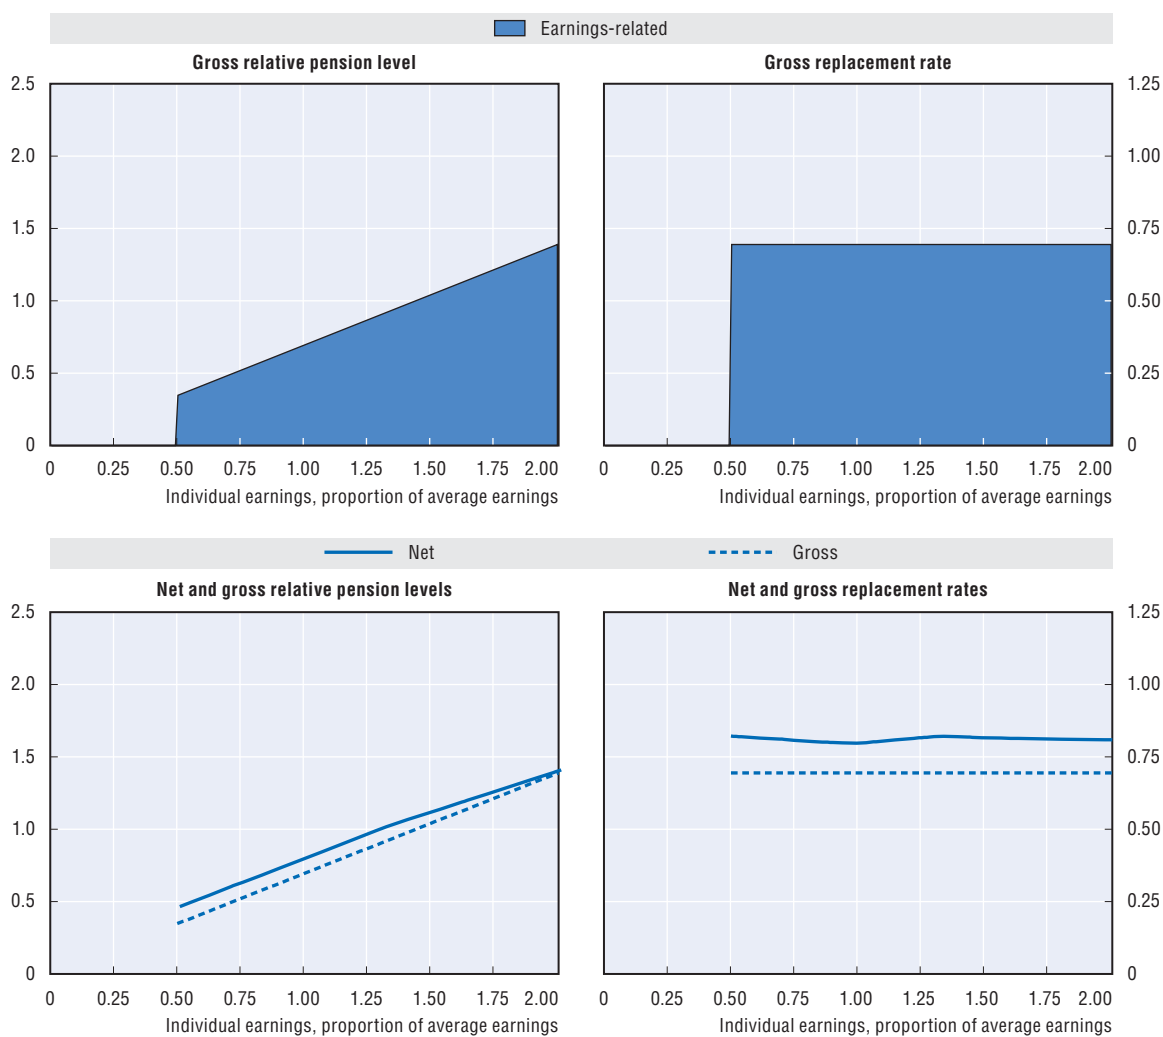 Earnings-related
Gross relative pension level
Gross replacement rate
2.5
2.0
1.5
1.0
0.5
0
1.25
1.00
0.75
0.50
0.25
0
0 0.25 0.50 0.75 1.00 1.25 1.50 1.75 2.00
Individual earnings, proportion of average earnings
0 0.25 0.50 0.75 1.00 1.25 1.50 1.75 2.00
Individual earnings, proportion of average earnings
Net Gross
Net and gross relative pension levels
Net and gross replacement rates
2.5
2.0
1.5
1.0
0.5
0
1.25
1.00
0.75
0.50
0.25
0
0 0.25 0.50 0.75 1.00 1.25 1.50 1.75 2.00
Individual earnings, proportion of average earnings
0 0.25 0.50 0.75 1.00 1.25 1.50 1.75 2.00
Individual earnings, proportion of average earnings